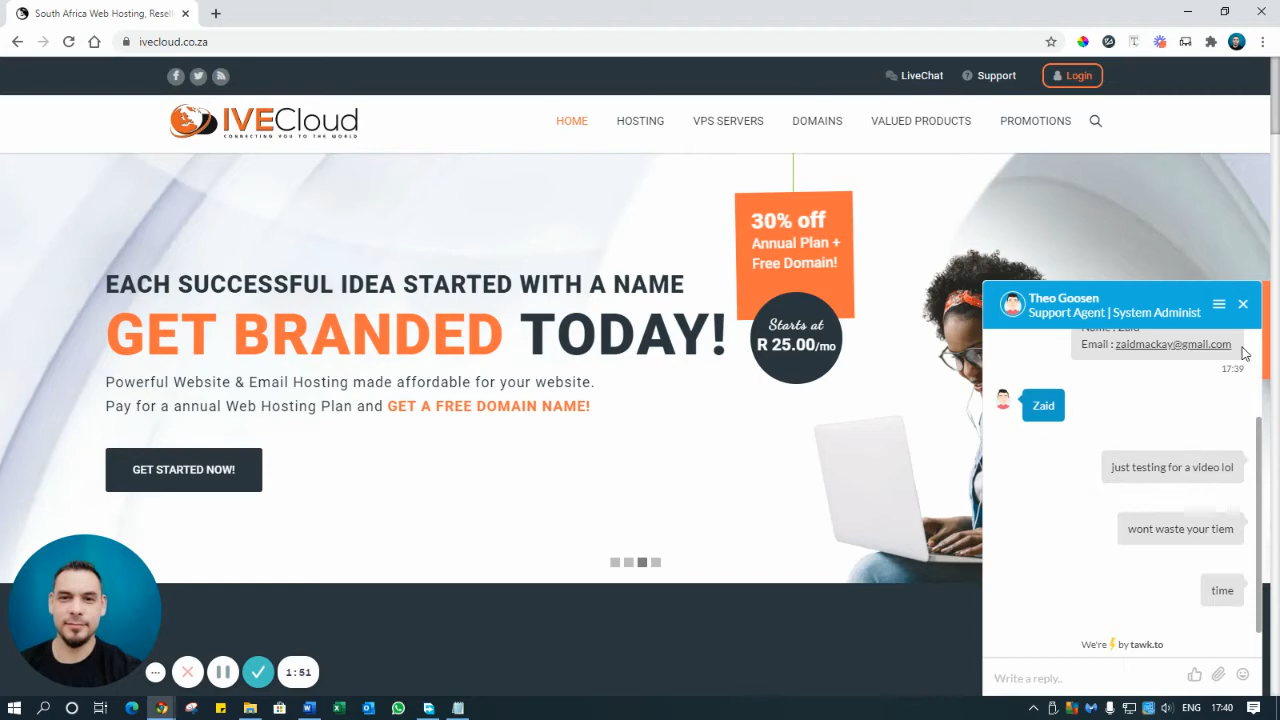 South Africa Web Hosting, Resell
ivecloud.co.za
LiveChat
Support
Login
IVECloud
CONNECTING YOU TO THE WORLD
HOME
HOSTING
VPS SERVERS
DOMAINS
VALUED PRODUCTS
PROMOTIONS
30% off
Annual Plan +
Free Domain!
Starts at
R 25.00/mo
EACH SUCCESSFUL IDEA STARTED WITH A NAME
GET BRANDED TODAY!
Powerful Website & Email Hosting made affordable for your website.
Pay for a annual Web Hosting Plan and GET A FREE DOMAIN NAME!
GET STARTED NOW!
Theo Goosen
Support Agent | System Administ
Name : Zaid
Email : zaidmackay@gmail.com
17:39
Zaid
just testing for a video lol
wont waste your tiem
time
We're by tawk.to
Write a reply..
1:51
ENG
17:40